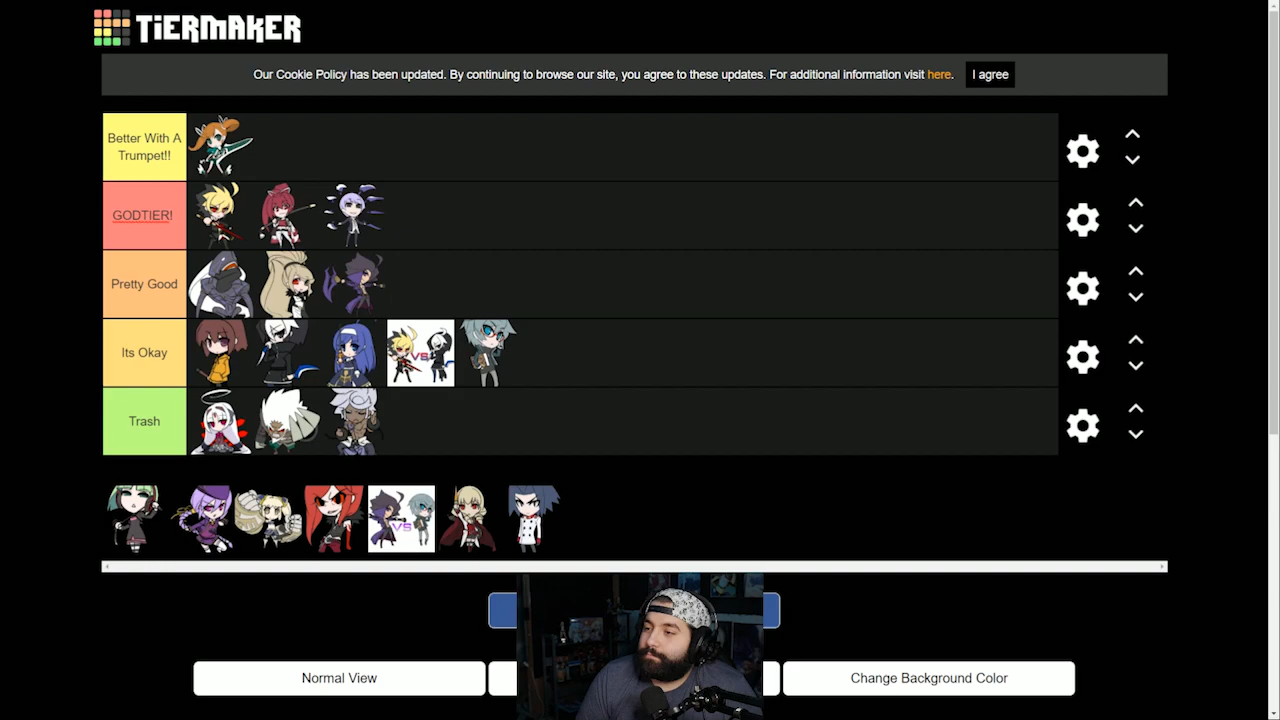 TiERMAKER
Our Cookie Policy has been updated. By continuing to browse our site, you agree to these updates. For additional information visit here. I agree
Better With A
Trumpet!!
GODTIER!
Pretty Good
Its Okay
VS
Trash
VS
Normal View
Change Background Color